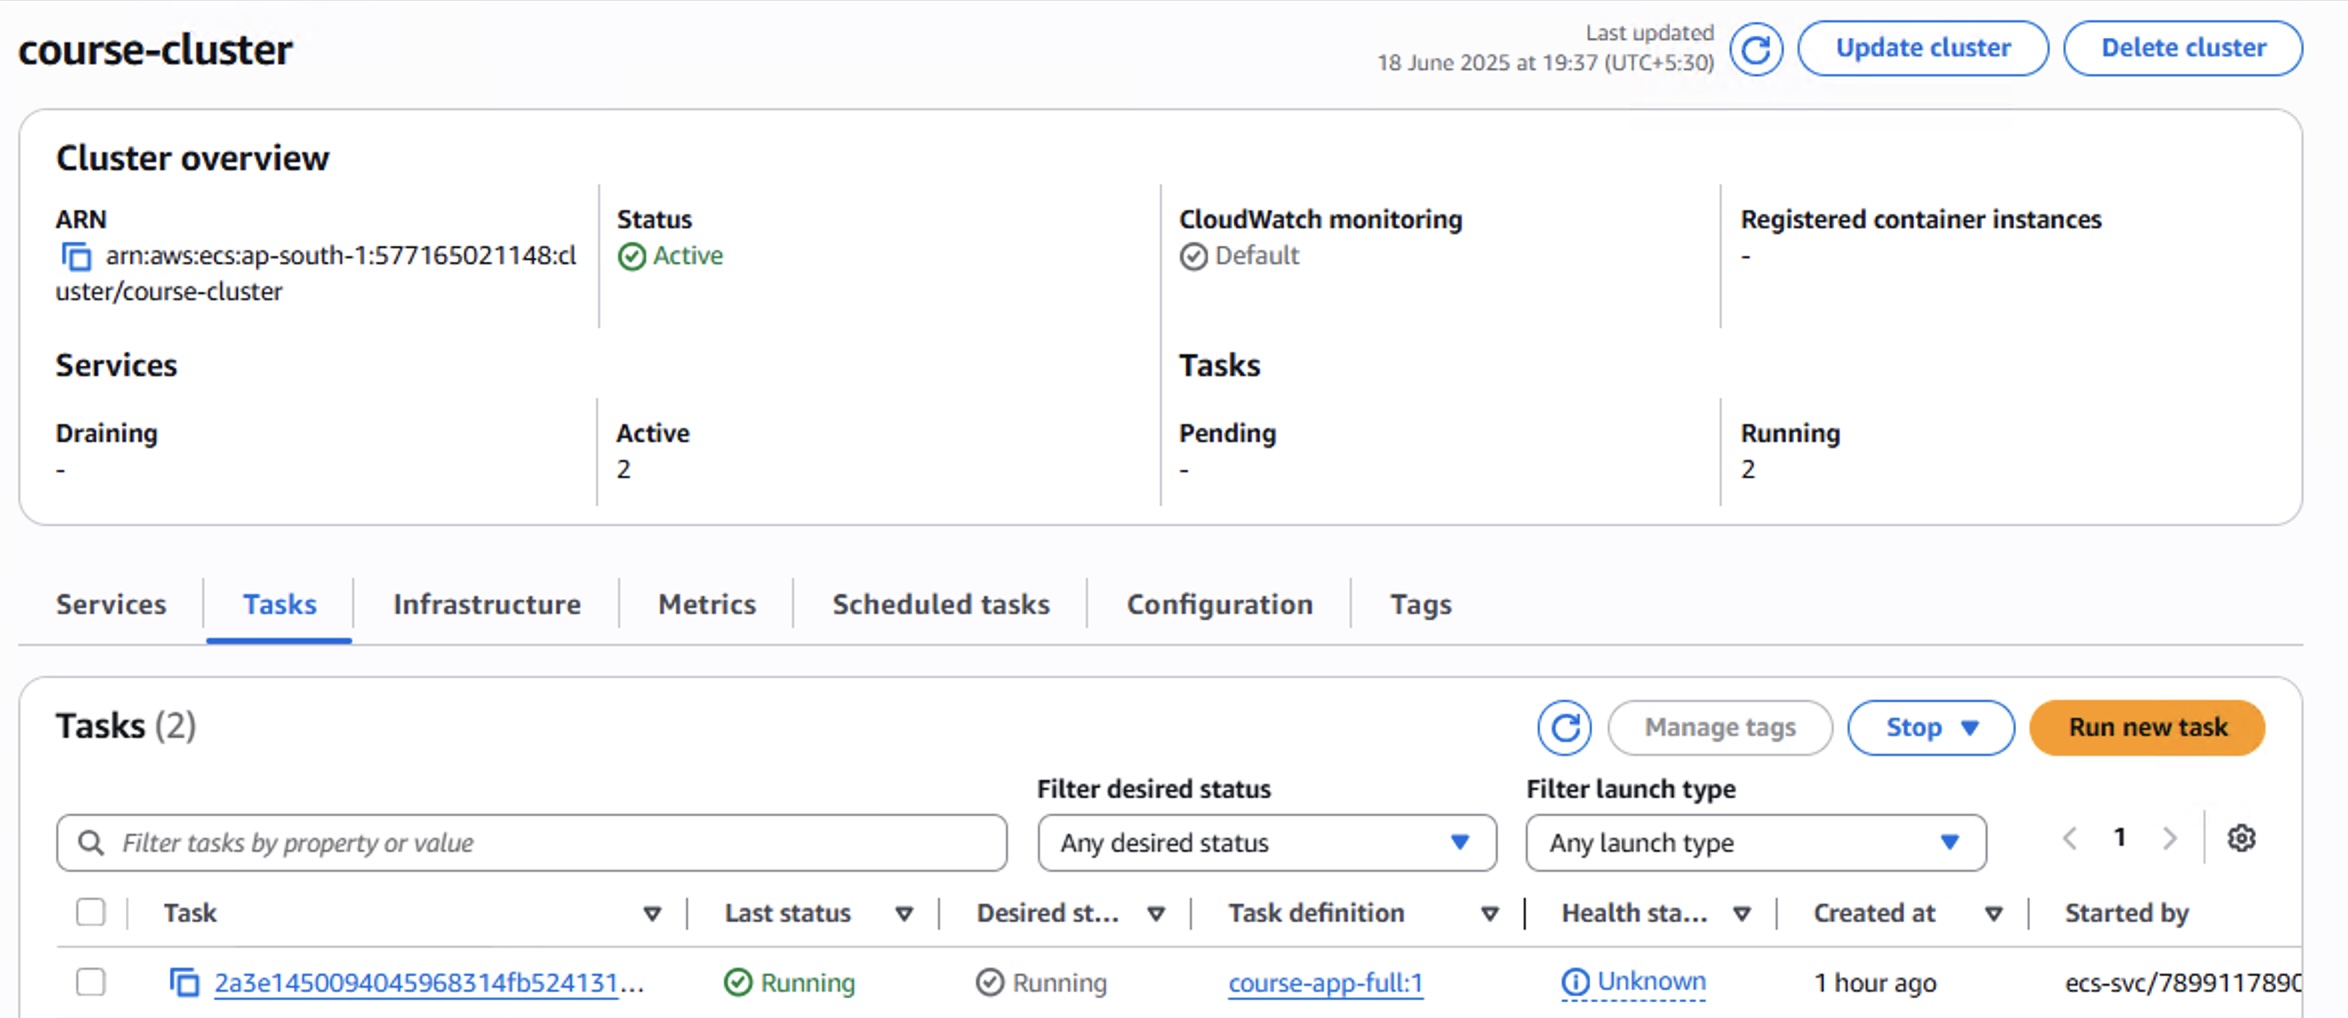 course-cluster
Last updated
18 June 2025 at 19:37 (UTC+5:30)
Update cluster
Delete cluster
Cluster overview
ARN
arn:aws:ecs:ap-south-1:577165021148:cl
uster/course-cluster
Status
Active
CloudWatch monitoring
Default
Registered container instances
-
Services
Tasks
Draining
-
Active
2
Pending
-
Running
2
Services
Tasks
Infrastructure
Metrics
Scheduled tasks
Configuration
Tags
Tasks (2)
Manage tags
Stop
Run new task
Filter tasks by property or value
Filter desired status
Any desired status
Filter launch type
Any launch type
1
Task
Last status
Desired st...
Task definition
Health sta...
Created at
Started by
2a3e1450094045968314fb524131...
Running
Running
course-app-full:1
Unknown
1 hour ago
ecs-svc/7899117890